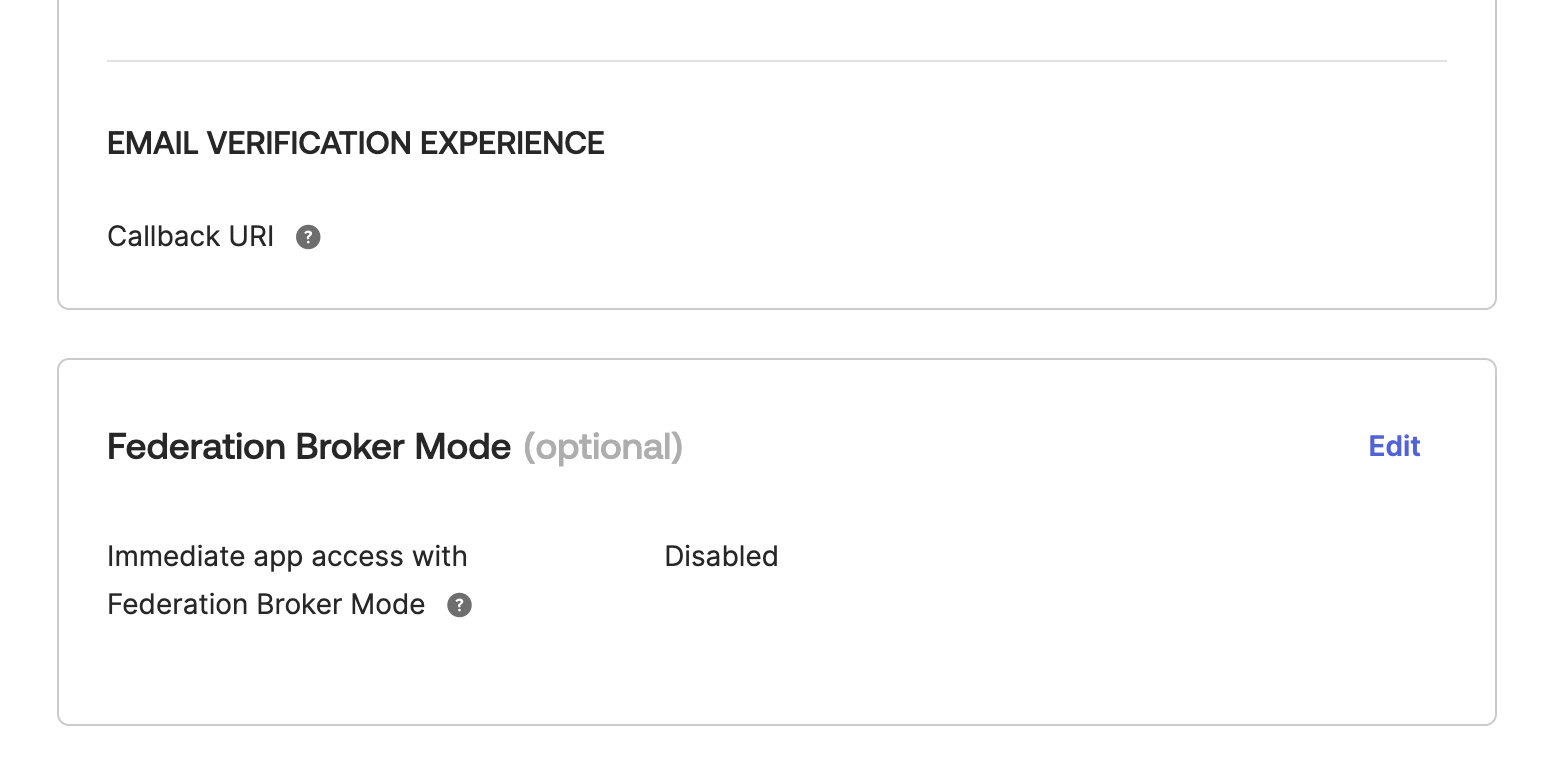 EMAIL VERIFICATION EXPERIENCE
Callback URI ?
Federation Broker Mode (optional) Edit
Immediate app access with Disabled
Federation Broker Mode ?